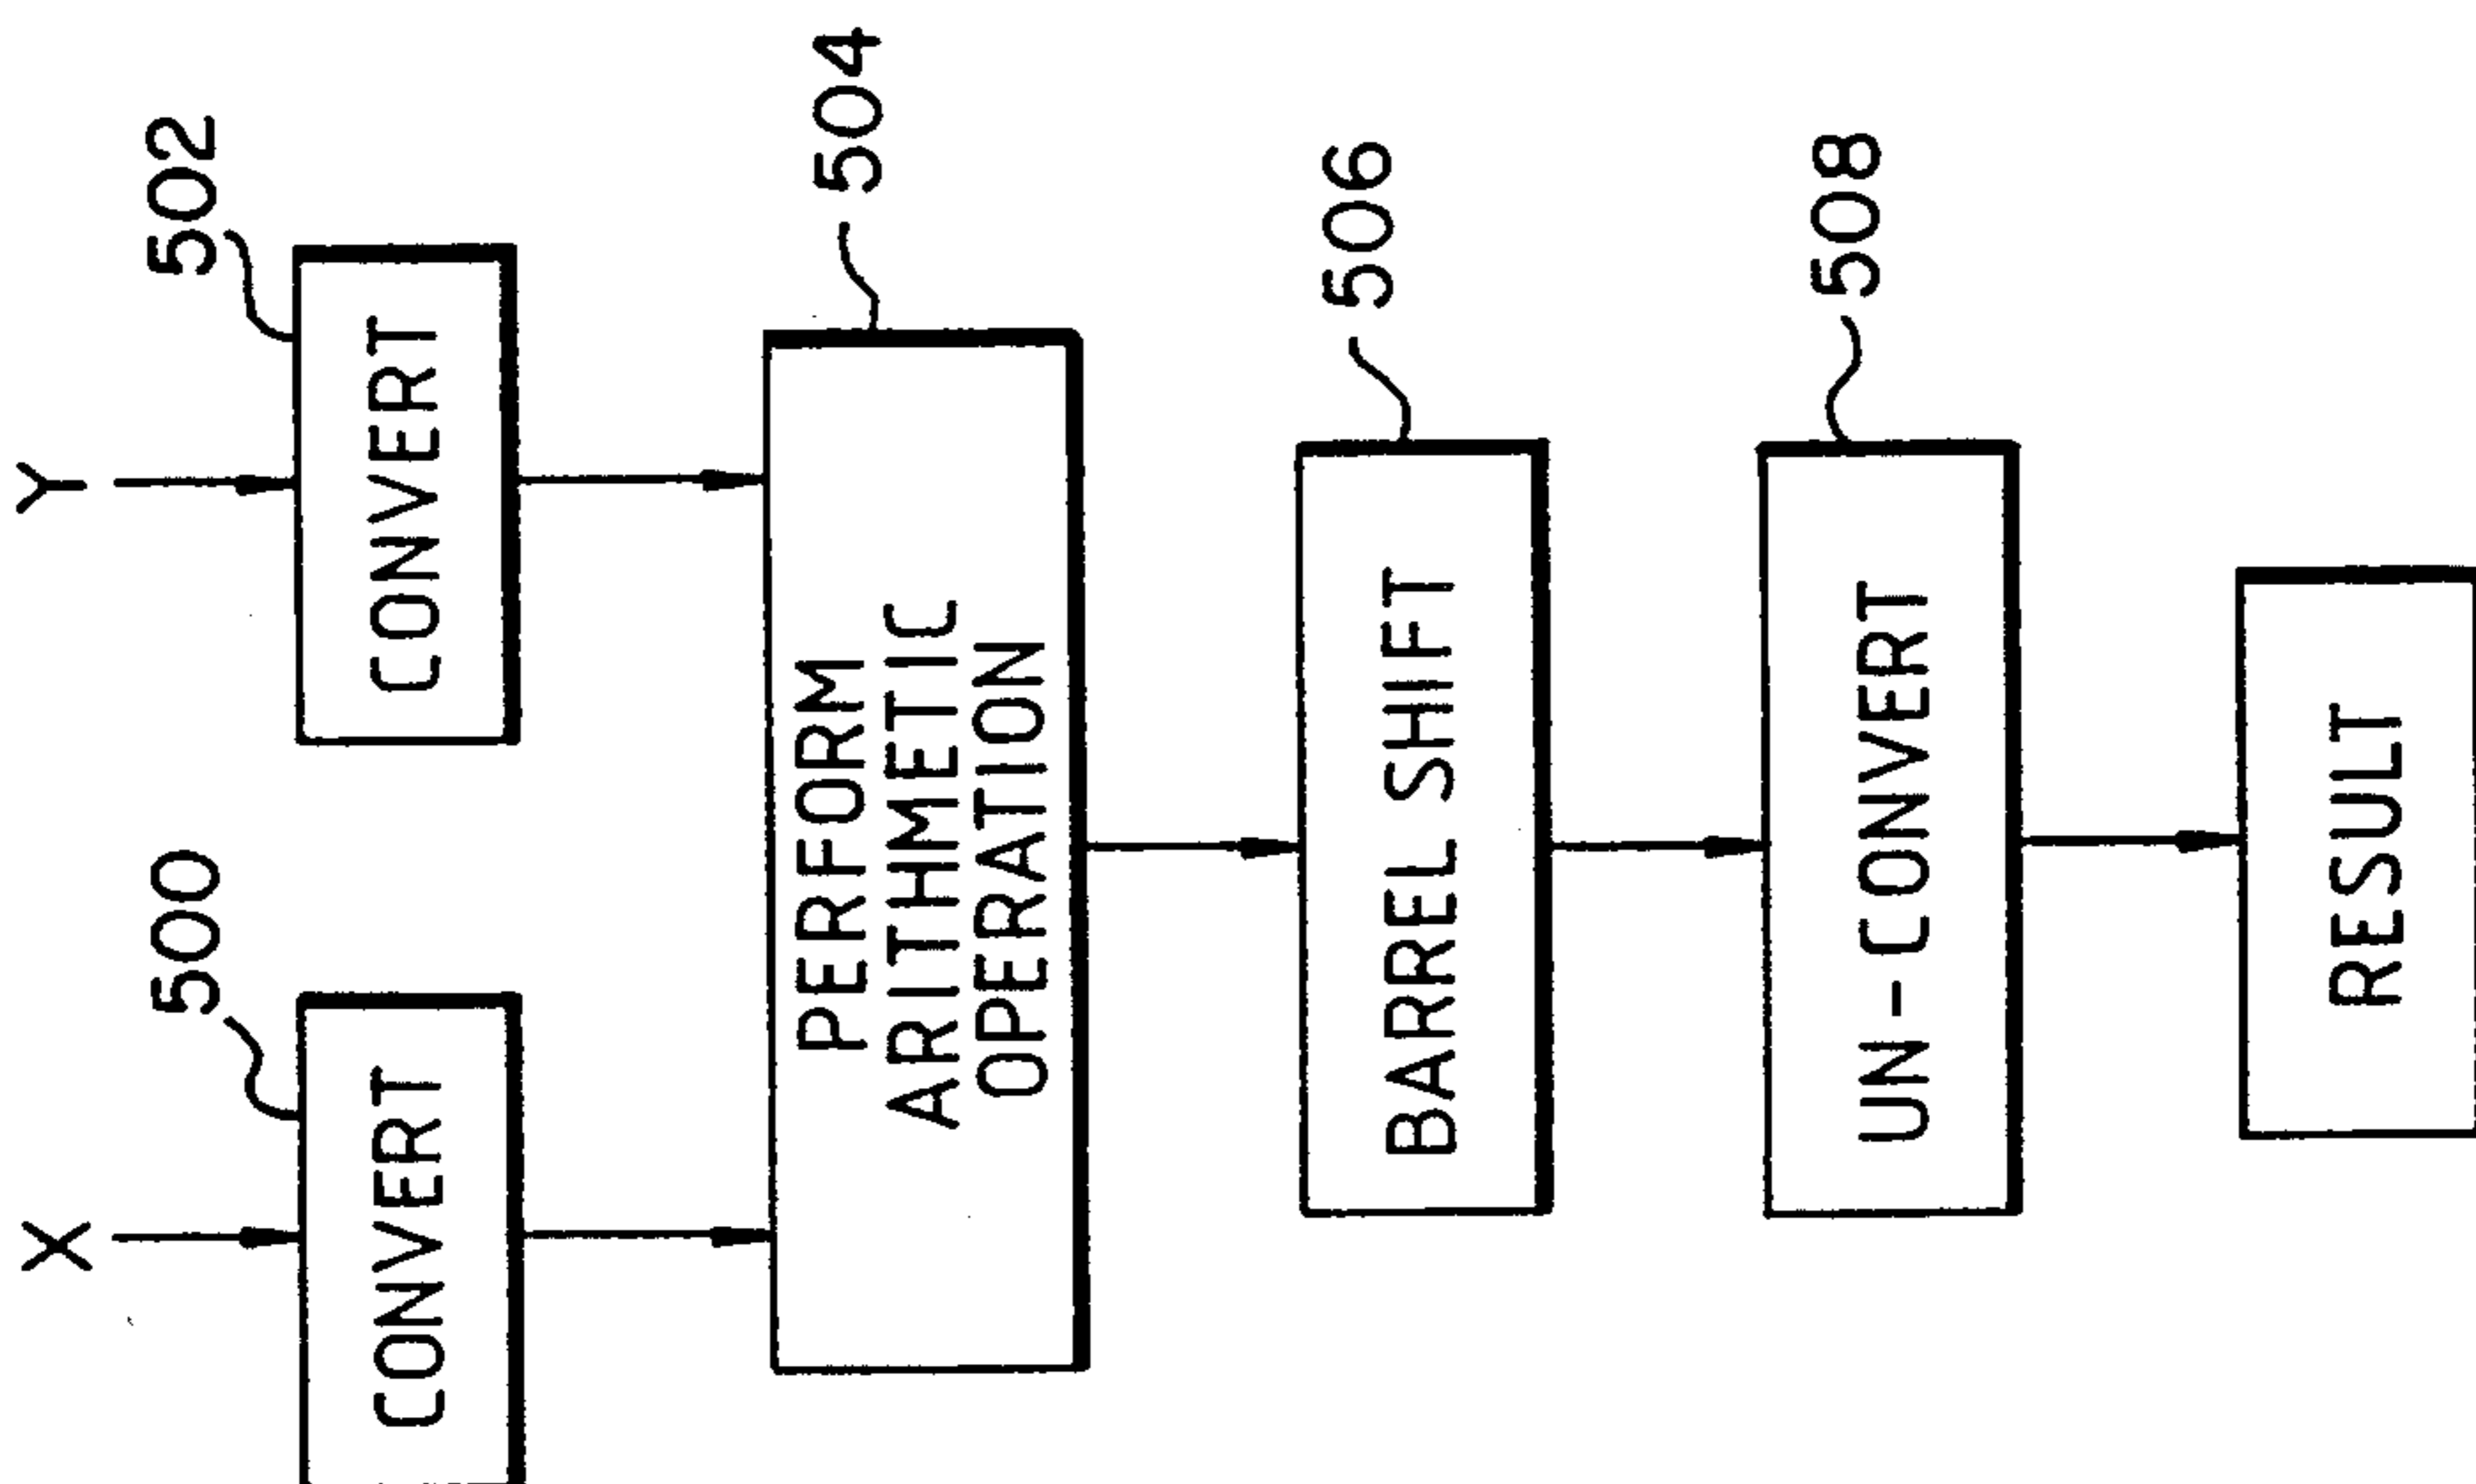 X
Y
500
502
CONVERT
CONVERT
504
PERFORM
ARITHMETIC
OPERATION
506
BARREL SHIFT
508
UN-CONVERT
RESULT